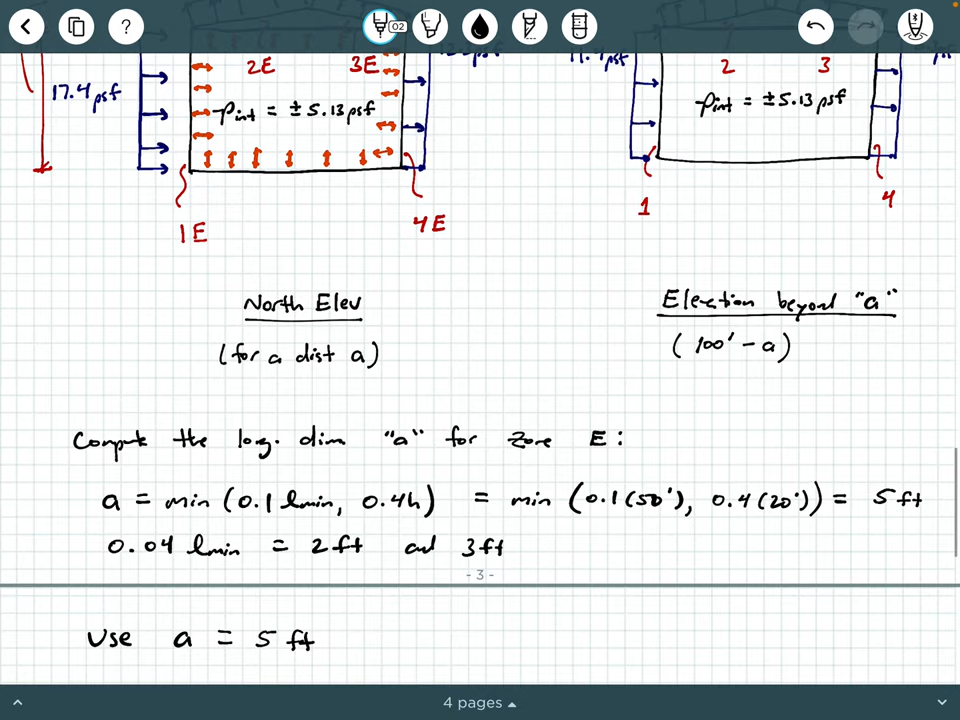 ?
02
2E 3E
17.4 psf
Pint = ± 5.13 psf
1E
4E
2 3
Pint = ± 5.13 psf
1
4
North Elev
(for a dist a)
Elevation beyond "a"
(100' - a)
Compute the long. dim. "a" for zone E:
a = min (0.1 lmin, 0.4h) = min (0.1(50'), 0.4(20')) = 5 ft
0.04 lmin = 2 ft and 3 ft
- 3 -
Use a = 5 ft
4 pages